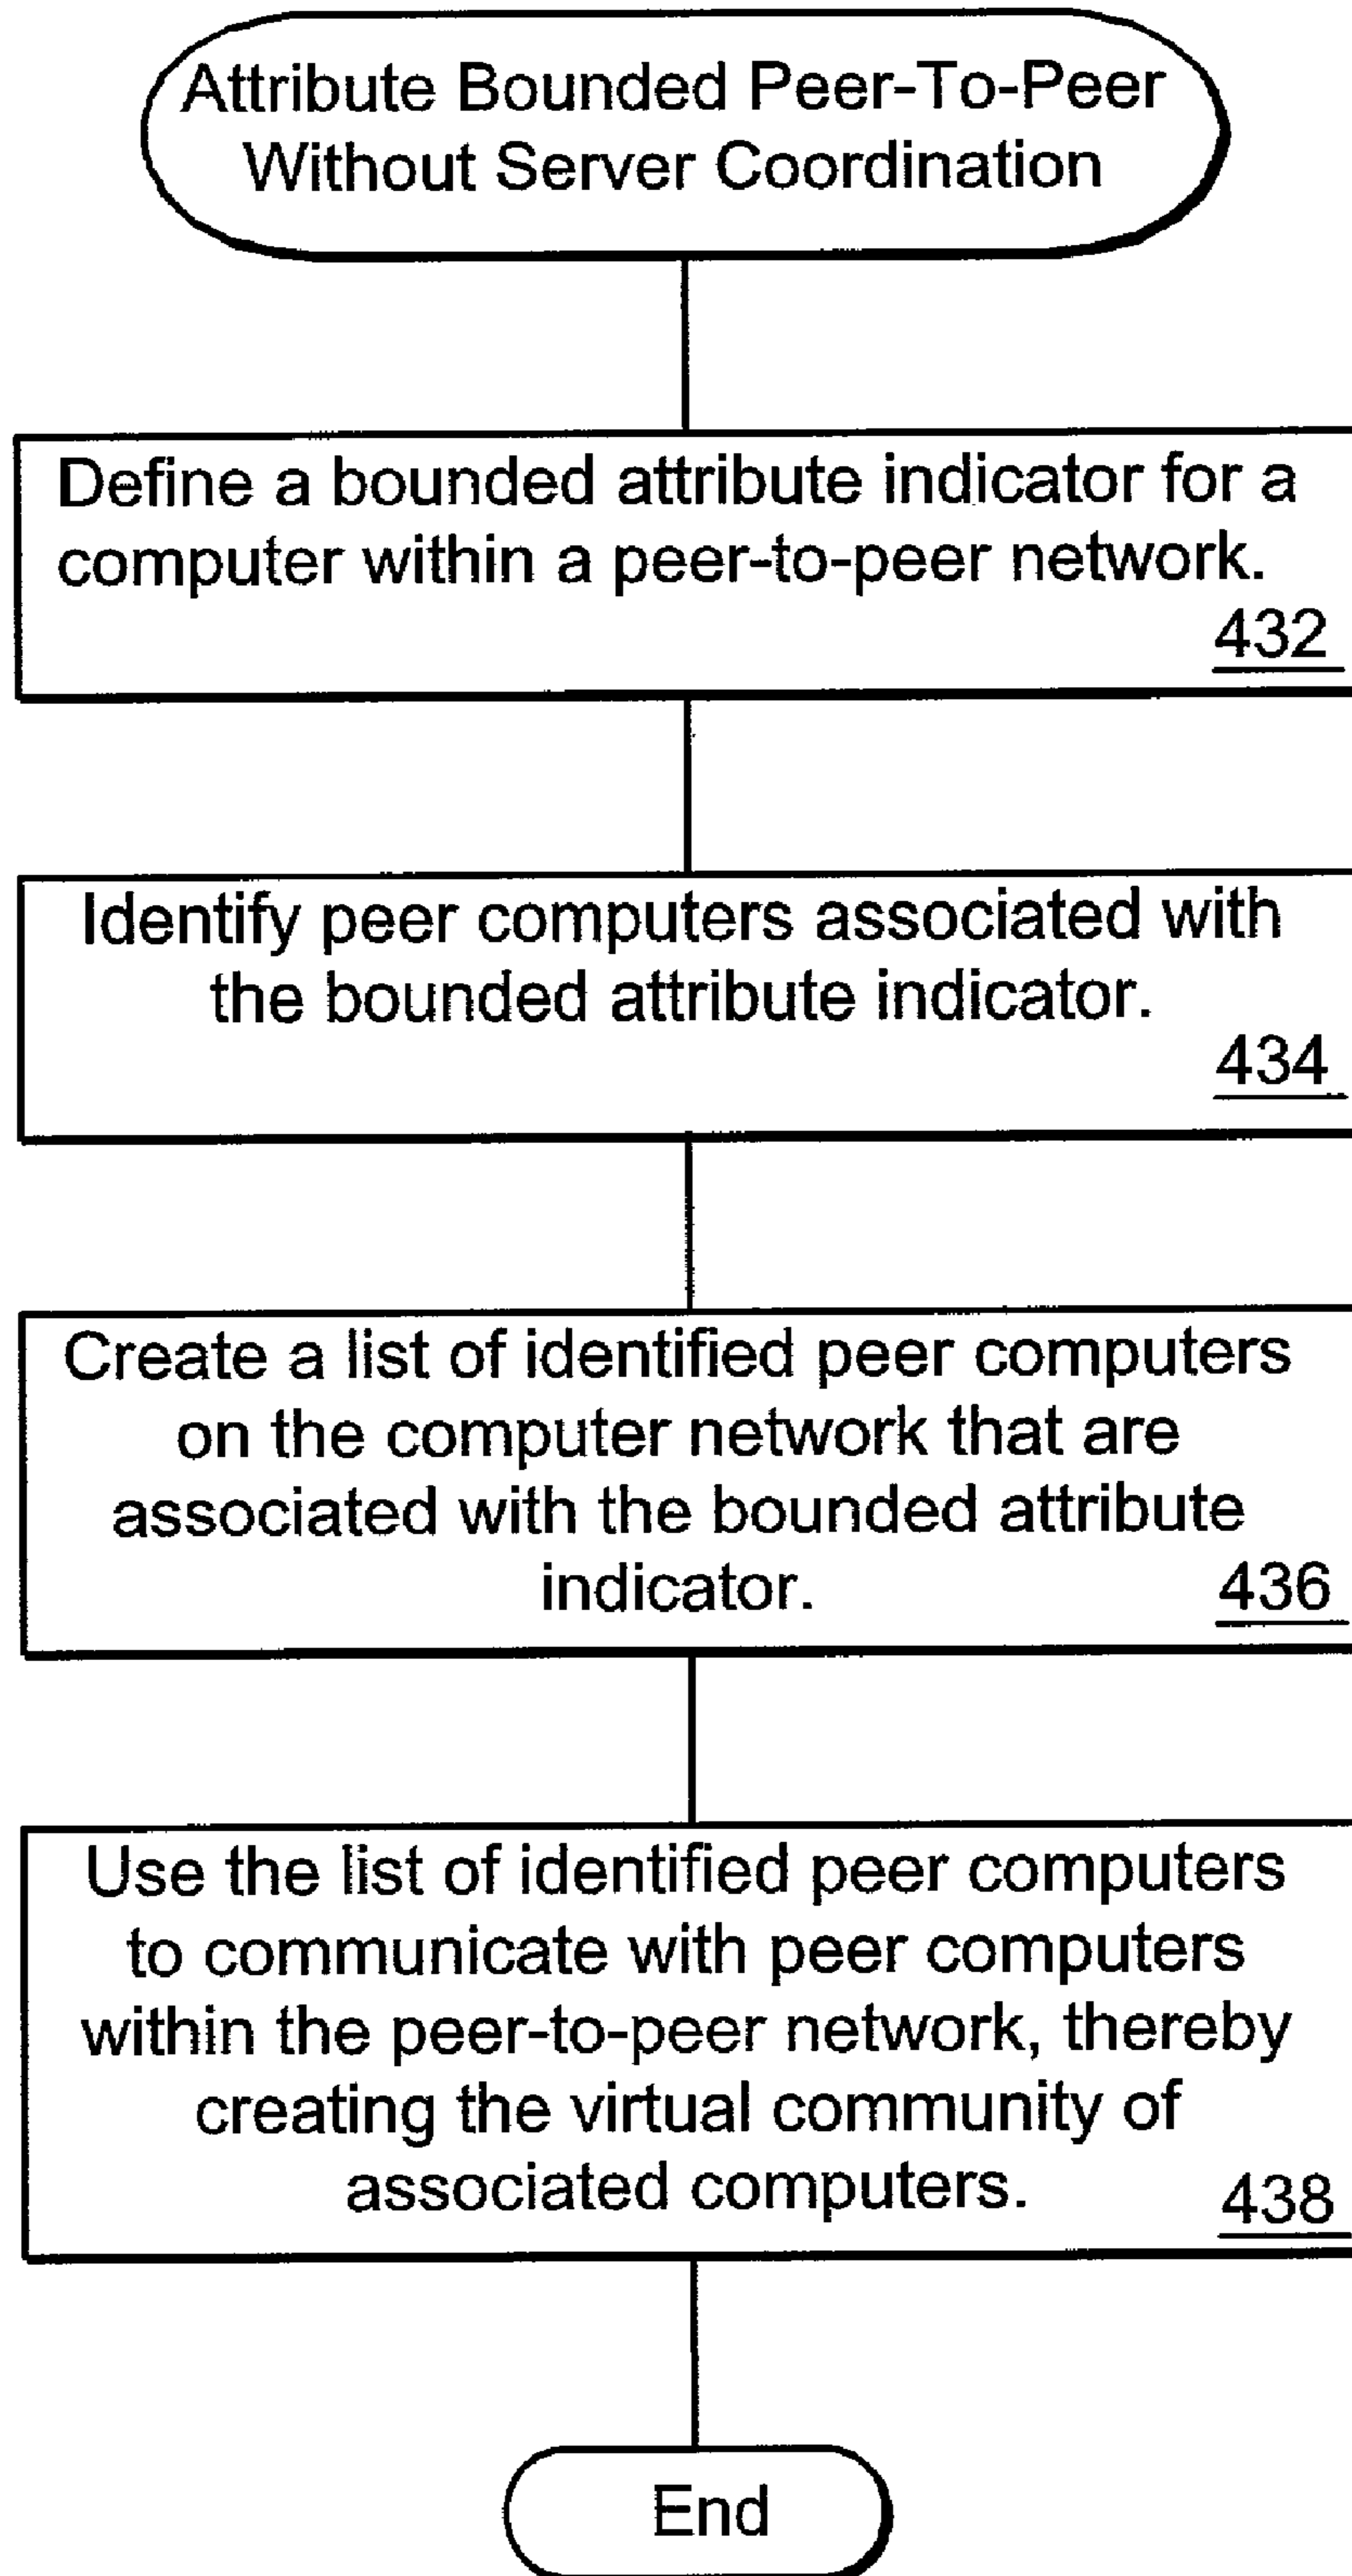 Attribute Bounded Peer-To-Peer
Without Server Coordination
Define a bounded attribute indicator for a
computer within a peer-to-peer network.
432
Identify peer computers associated with
the bounded attribute indicator.
434
Create a list of identified peer computers
on the computer network that are
associated with the bounded attribute
indicator. 436
Use the list of identified peer computers
to communicate with peer computers
within the peer-to-peer network, thereby
creating the virtual community of
associated computers. 438
End